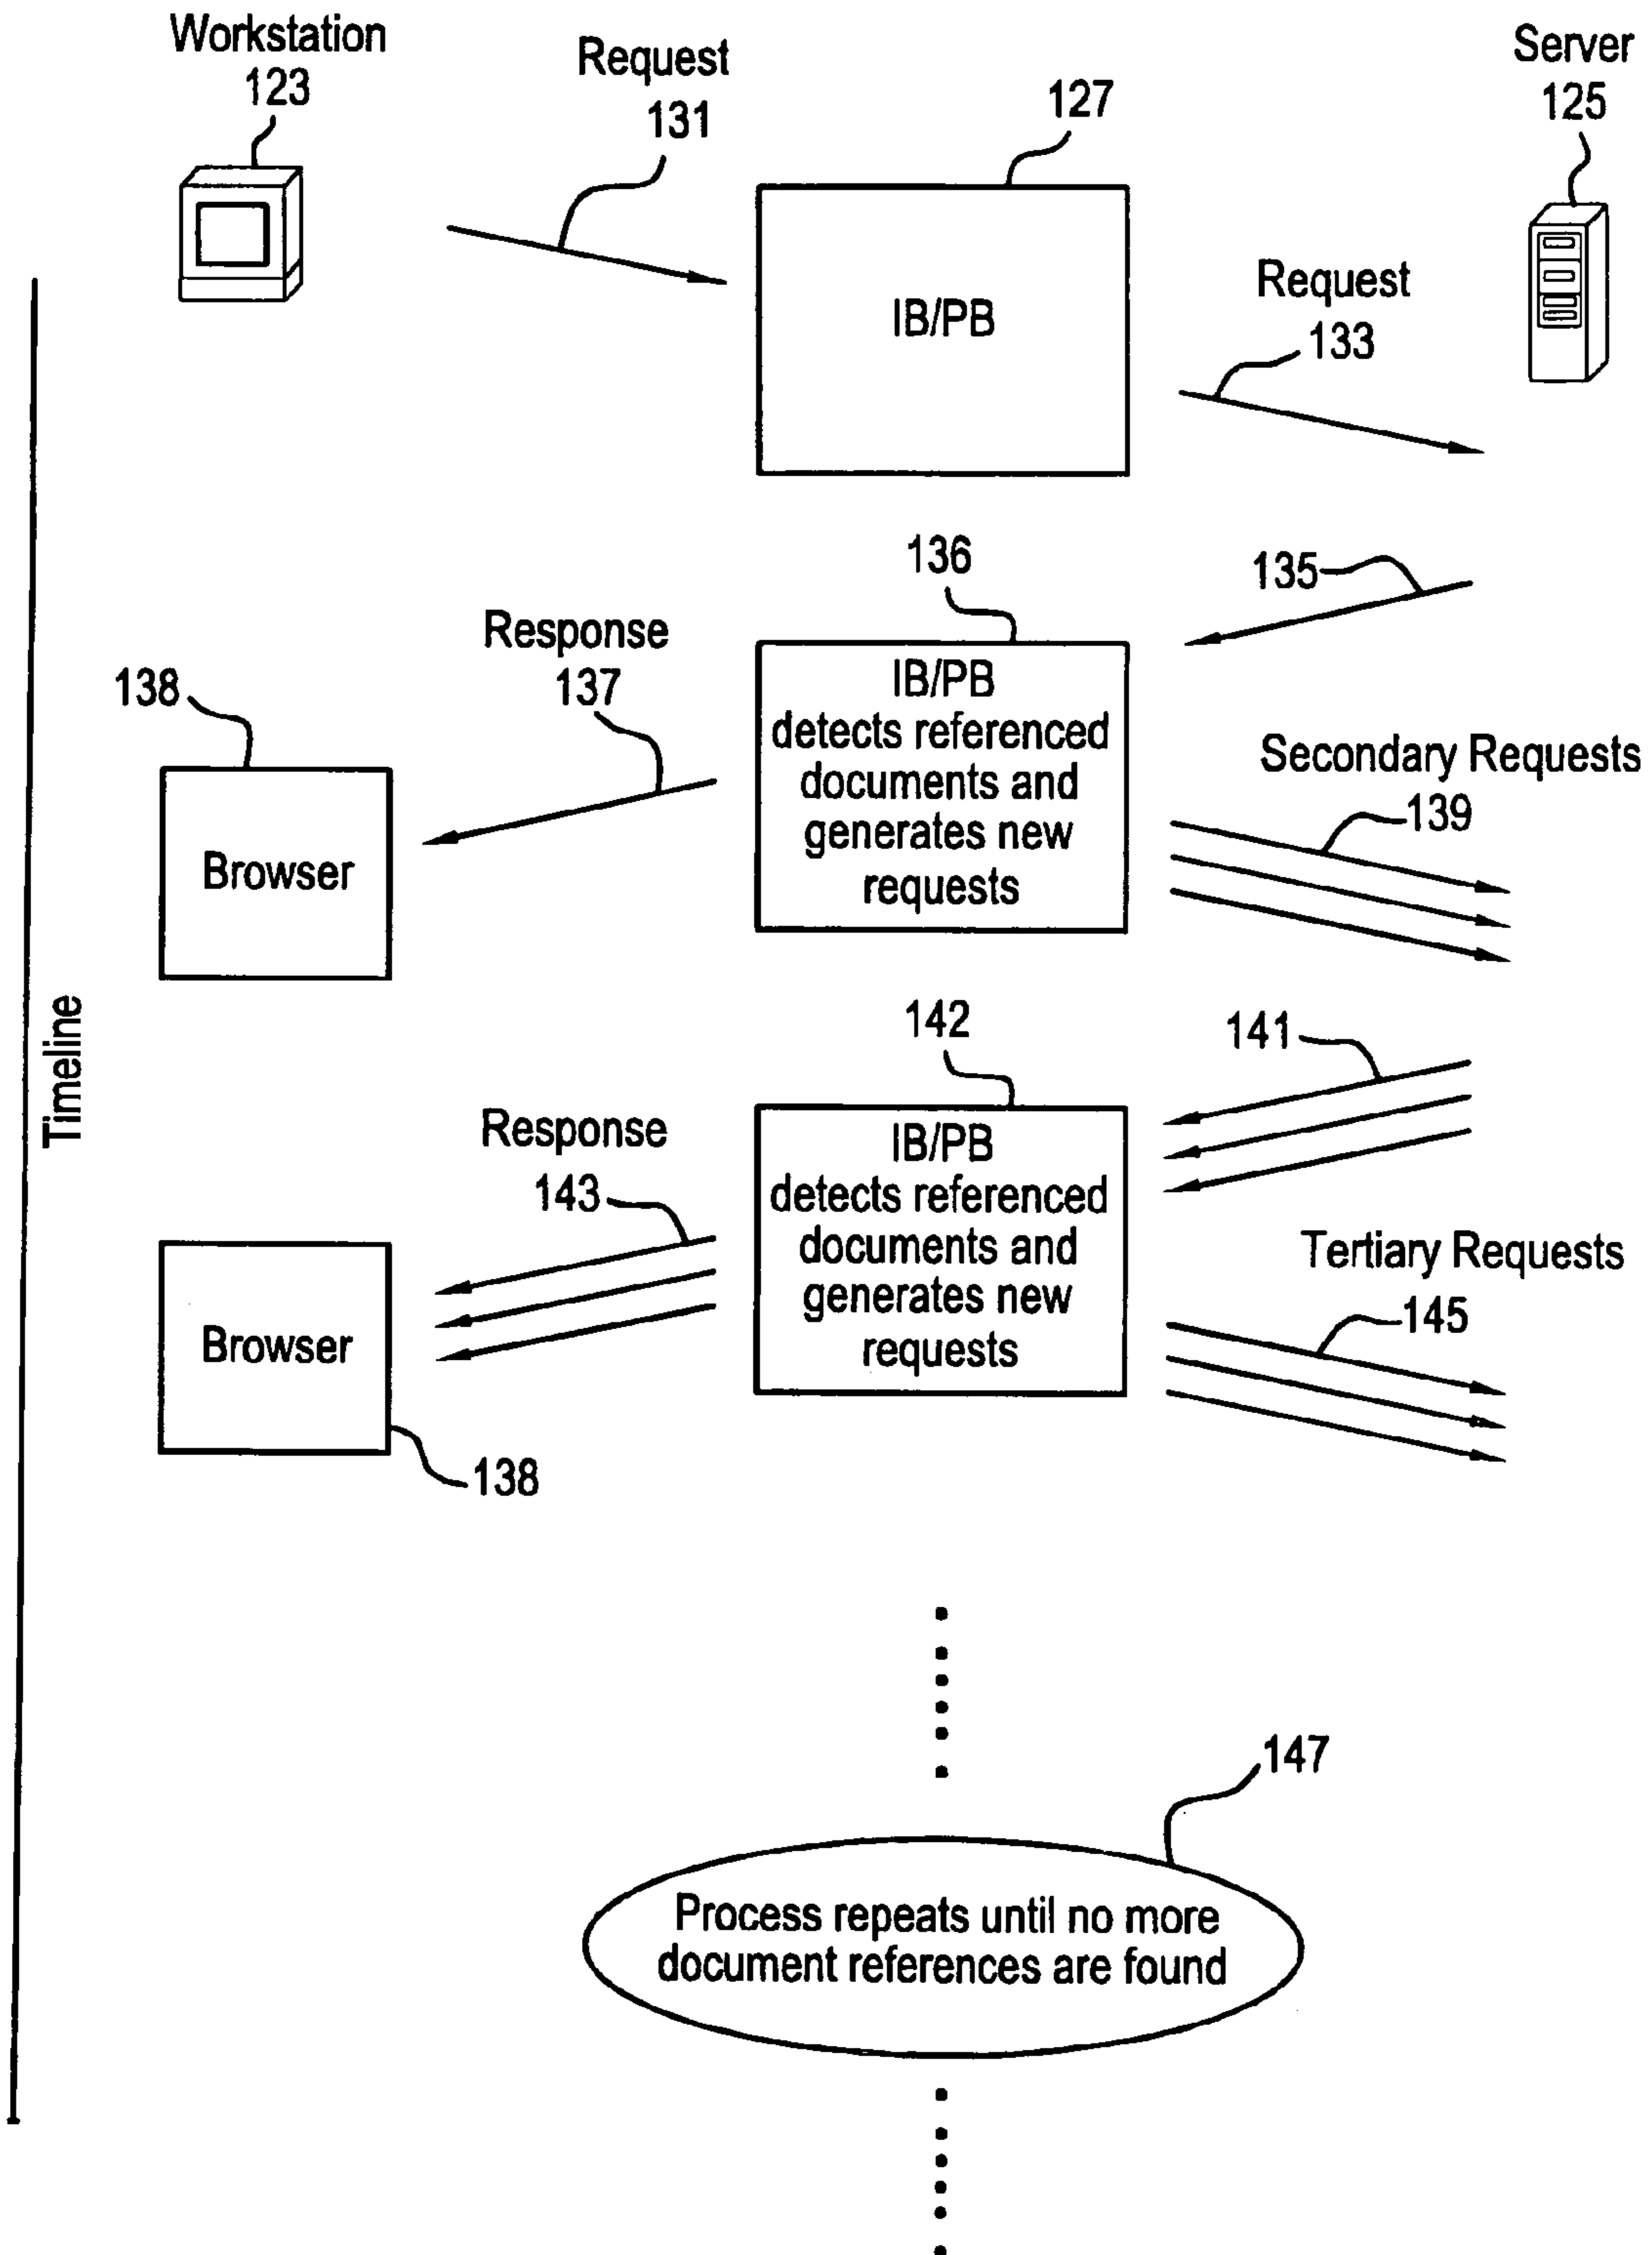 Workstation
123
Request
131
127
Server
125
IB/PB
Request
133
136
135
Response
137
138
IB/PB
detects referenced
documents and
generates new
requests
Secondary Requests
139
Browser
142
141
Response
143
IB/PB
detects referenced
documents and
generates new
requests
Tertiary Requests
145
Browser
138
Timeline
147
Process repeats until no more
document references are found